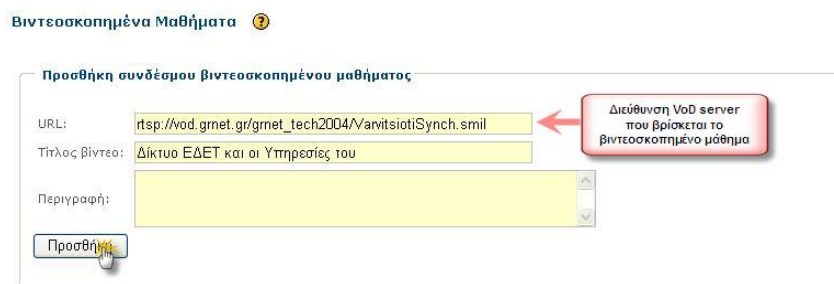 Βιντεοσκοπημένα Μαθήματα ?
Προσθήκη συνδέσμου βιντεοσκοπημένου μαθήματος
URL: rtsp://vod.grnet.gr/grnet_tech2004/VarvitsiotiSynch.smil
Διεύθυνση VoD server
που βρίσκεται το
βιντεοσκοπημένο μάθημα
Τίτλος βίντεο: Δίκτυο ΕΔΕΤ και οι Υπηρεσίες του
Περιγραφή:
Προσθήκη